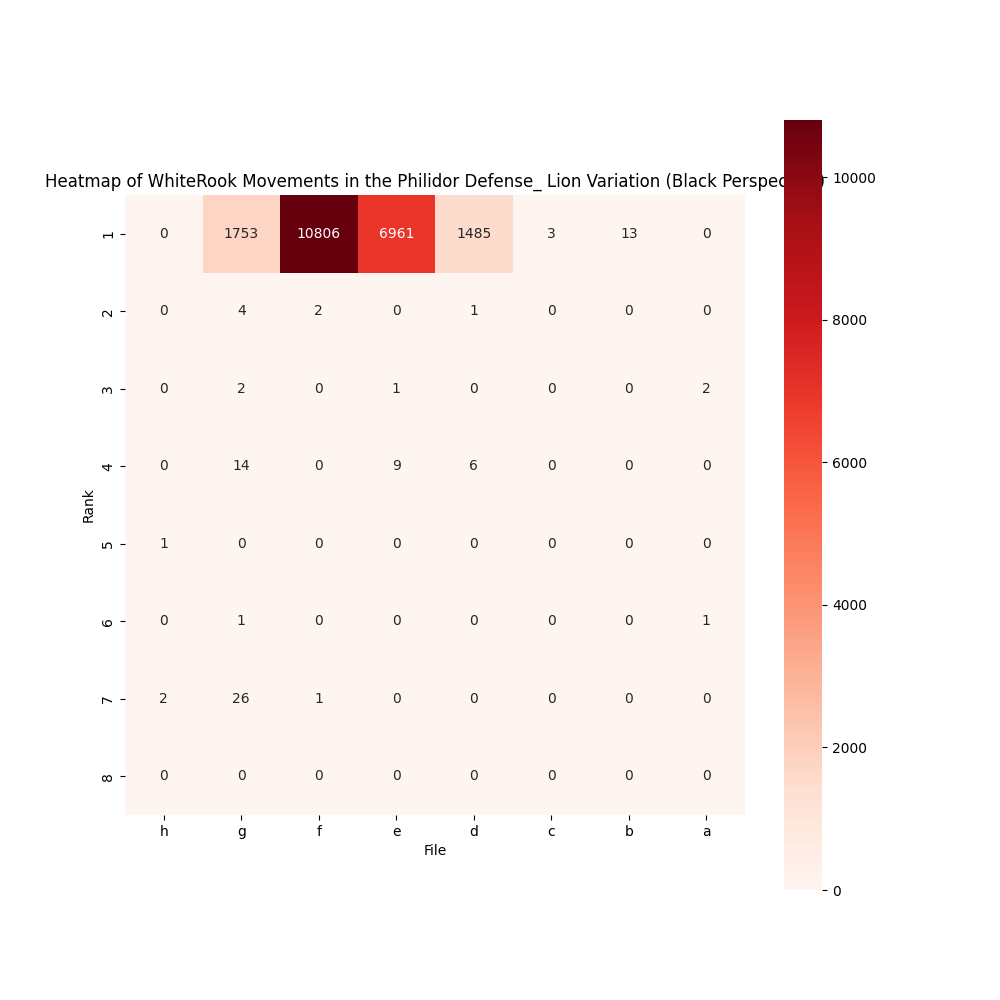 Heatmap of WhiteRook Movements in the Philidor Defense_ Lion Variation (Black
10000
1 0 1753 10806 6961 1485 3 13 0
2 0 4 2 0 1 0 0 0
8000
3 0 2 0 1 0 0 0 2
4 0 14 0 9 6 0 0 0
6000
Rank
5 1 0 0 0 0 0 0 0
4000
6 0 1 0 0 0 0 0 1
7 2 26 1 0 0 0 0 0
2000
8 0 0 0 0 0 0 0 0
h g f e d c b a
File
0